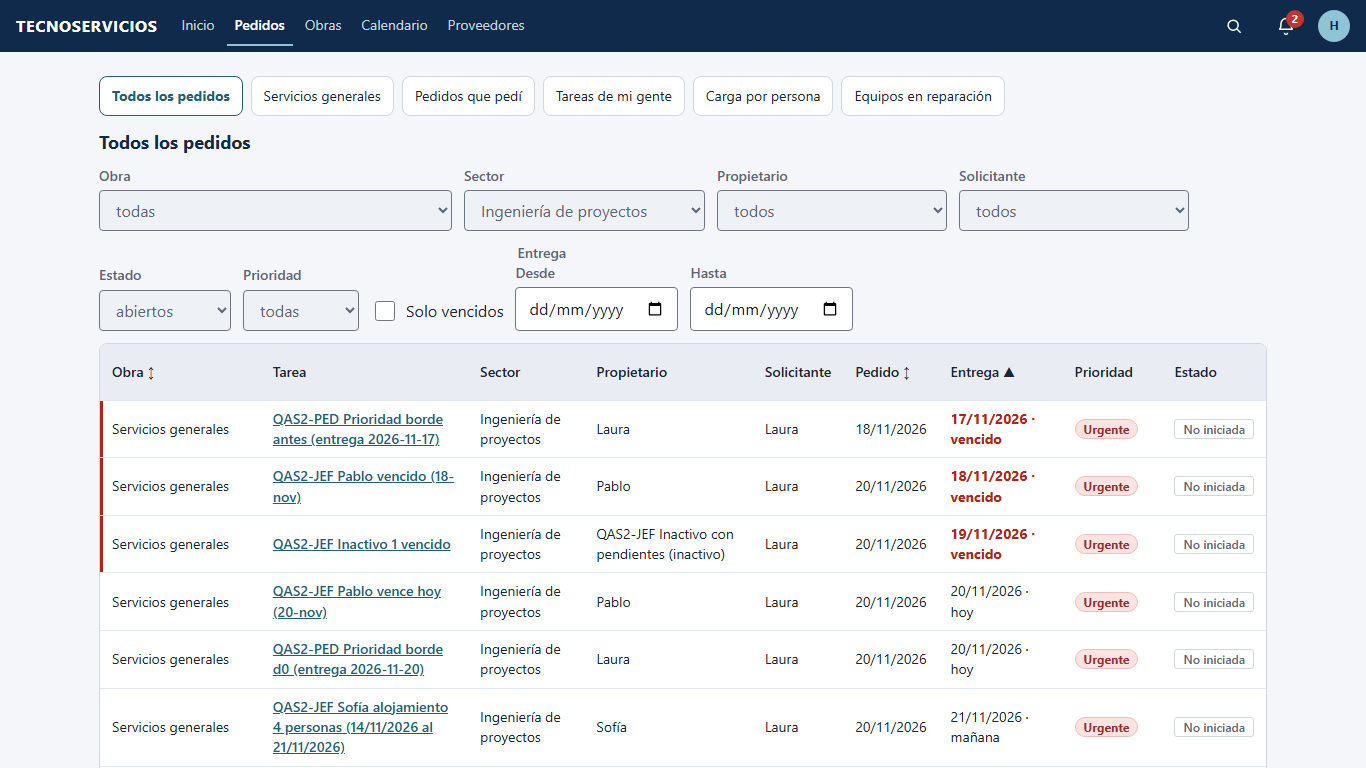 TECNOSERVICIOS Inicio Pedidos Obras Calendario Proveedores 2 H
Todos los pedidos Servicios generales Pedidos que pedí Tareas de mi gente Carga por persona Equipos en reparación
Todos los pedidos
Obra Sector Propietario Solicitante
todas Ingeniería de proyectos todos todos
Entrega
Estado Prioridad Desde Hasta
abiertos todas Solo vencidos dd/mm/yyyy dd/mm/yyyy
Obra ↕ Tarea Sector Propietario Solicitante Pedido ↕ Entrega ▲ Prioridad Estado
Servicios generales QAS2-PED Prioridad borde antes (entrega 2026-11-17) Ingeniería de proyectos Laura Laura 18/11/2026 17/11/2026 · vencido Urgente No iniciada
Servicios generales QAS2-JEF Pablo vencido (18-nov) Ingeniería de proyectos Pablo Laura 20/11/2026 18/11/2026 · vencido Urgente No iniciada
Servicios generales QAS2-JEF Inactivo 1 vencido Ingeniería de proyectos QAS2-JEF Inactivo con pendientes (inactivo) Laura 20/11/2026 19/11/2026 · vencido Urgente No iniciada
Servicios generales QAS2-JEF Pablo vence hoy (20-nov) Ingeniería de proyectos Pablo Laura 20/11/2026 20/11/2026 · hoy Urgente No iniciada
Servicios generales QAS2-PED Prioridad borde d0 (entrega 2026-11-20) Ingeniería de proyectos Laura Laura 20/11/2026 20/11/2026 · hoy Urgente No iniciada
Servicios generales QAS2-JEF Sofía alojamiento 4 personas (14/11/2026 al 21/11/2026) Ingeniería de proyectos Sofía Laura 20/11/2026 21/11/2026 · mañana Urgente No iniciada